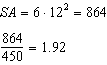 SA = 6 · 12² = 864
864/450 = 1.92